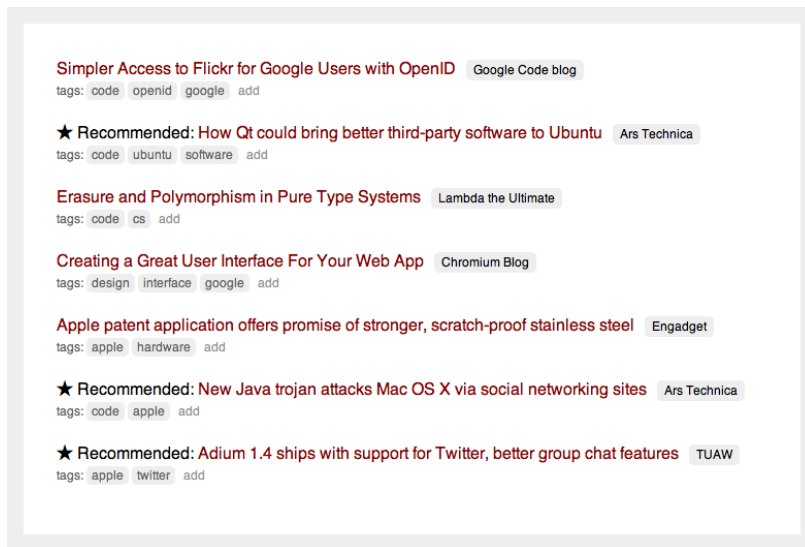 Simpler Access to Flickr for Google Users with OpenID Google Code blog
tags: code openid google add
★ Recommended: How Qt could bring better third-party software to Ubuntu Ars Technica
tags: code ubuntu software add
Erasure and Polymorphism in Pure Type Systems Lambda the Ultimate
tags: code cs add
Creating a Great User Interface For Your Web App Chromium Blog
tags: design interface google add
Apple patent application offers promise of stronger, scratch-proof stainless steel Engadget
tags: apple hardware add
★ Recommended: New Java trojan attacks Mac OS X via social networking sites Ars Technica
tags: code apple add
★ Recommended: Adium 1.4 ships with support for Twitter, better group chat features TUAW
tags: apple twitter add